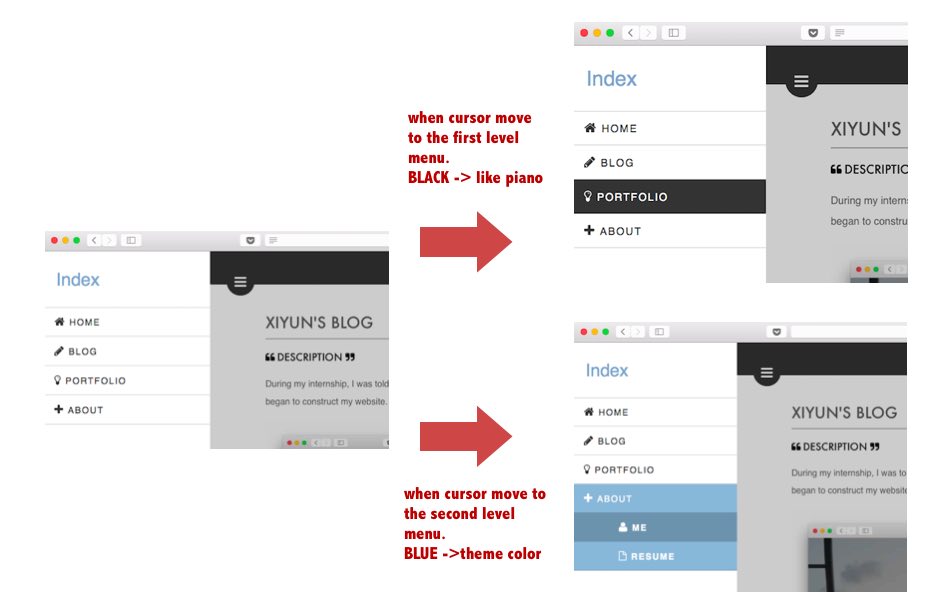 Index
HOME
BLOG
PORTFOLIO
ABOUT
XIYUN'S BLOG
DESCRIPTION
During my internship, I was told
began to construct my website.
when cursor move
to the first level
menu.
BLACK -> like piano
Index
HOME
BLOG
PORTFOLIO
ABOUT
XIYUN'S
DESCRIPTIO
During my intern
began to constru
when cursor move to
the second level
menu.
BLUE ->theme color
Index
HOME
BLOG
PORTFOLIO
ABOUT
ME
RESUME
XIYUN'S BLOG
DESCRIPTION
During my internship, I was to
began to construct my website